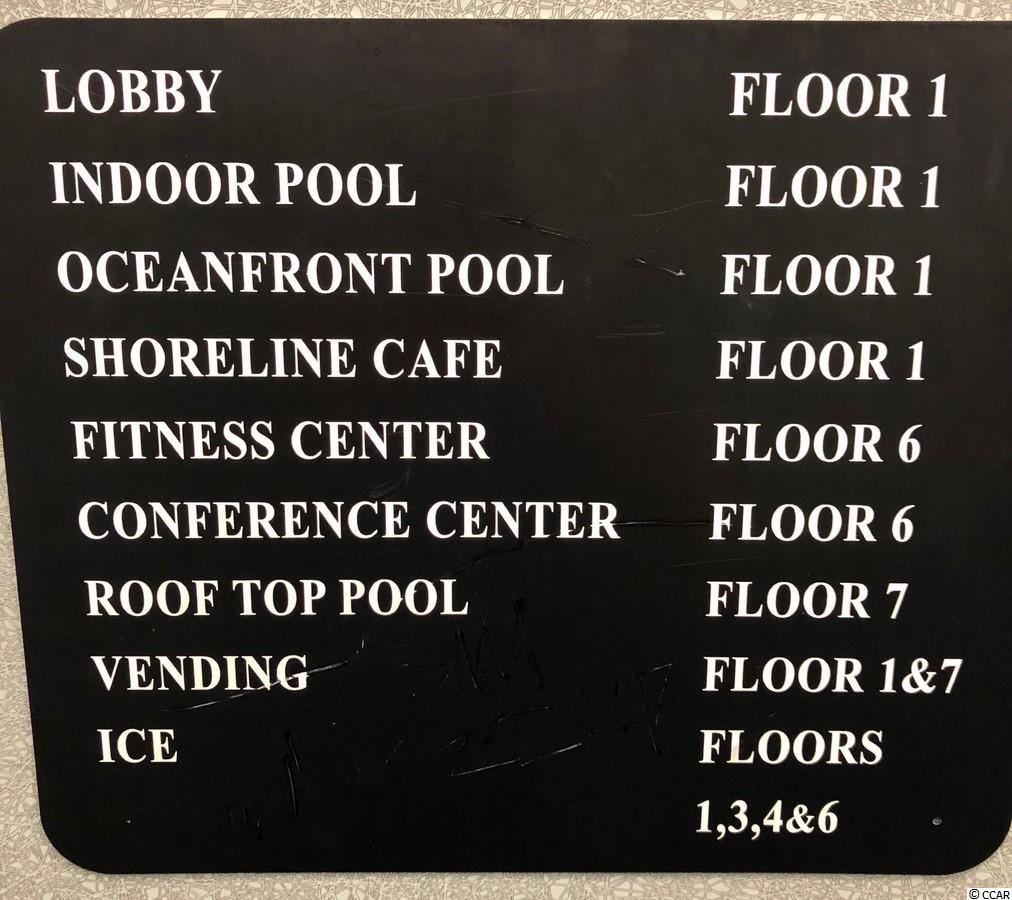 LOBBY FLOOR 1
INDOOR POOL FLOOR 1
OCEANFRONT POOL FLOOR 1
SHORELINE CAFE FLOOR 1
FITNESS CENTER FLOOR 6
CONFERENCE CENTER FLOOR 6
ROOF TOP POOL FLOOR 7
VENDING FLOOR 1&7
ICE FLOORS
1,3,4&6
© CCAR